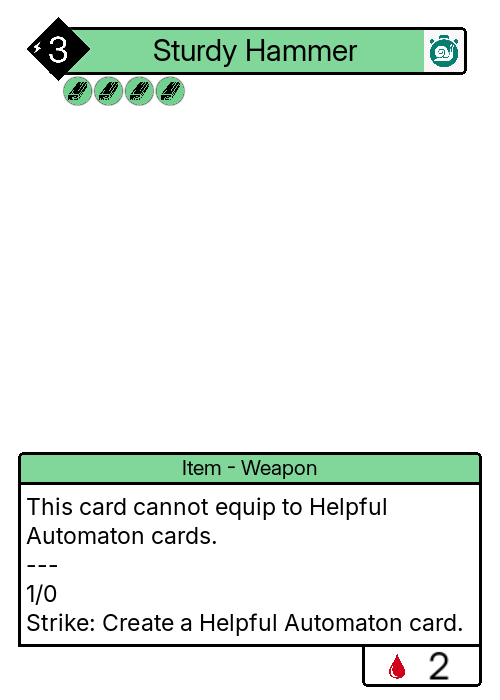 3 Sturdy Hammer
Item - Weapon
This card cannot equip to Helpful
Automaton cards.
---
1/0
Strike: Create a Helpful Automaton card.
2